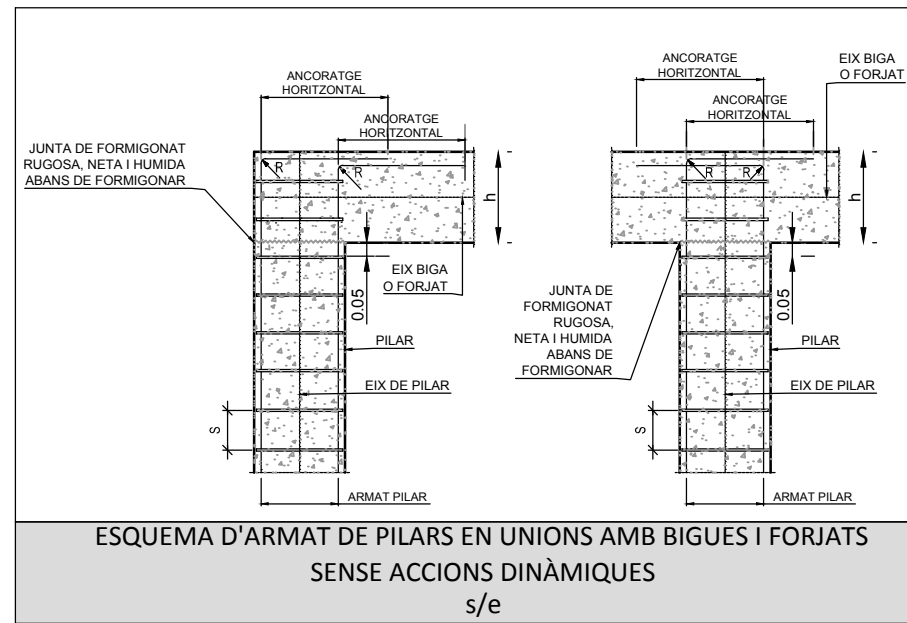 ANCORATGE
HORITZONTAL
ANCORATGE
HORITZONTAL
JUNTA DE FORMIGONAT
RUGOSA, NETA I HUMIDA
ABANS DE FORMIGONAR
R
R
h
EIX BIGA
O FORJAT
0.05
PILAR
EIX DE PILAR
S
ARMAT PILAR
ANCORATGE
HORITZONTAL
ANCORATGE
HORITZONTAL
EIX BIGA
O FORJAT
R
R
h
JUNTA DE
FORMIGONAT
RUGOSA,
NETA I HUMIDA
ABANS DE
FORMIGONAR
0.05
PILAR
EIX DE PILAR
S
ARMAT PILAR
ESQUEMA D'ARMAT DE PILARS EN UNIONS AMB BIGUES I FORJATS
SENSE ACCIONS DINÀMIQUES
s/e